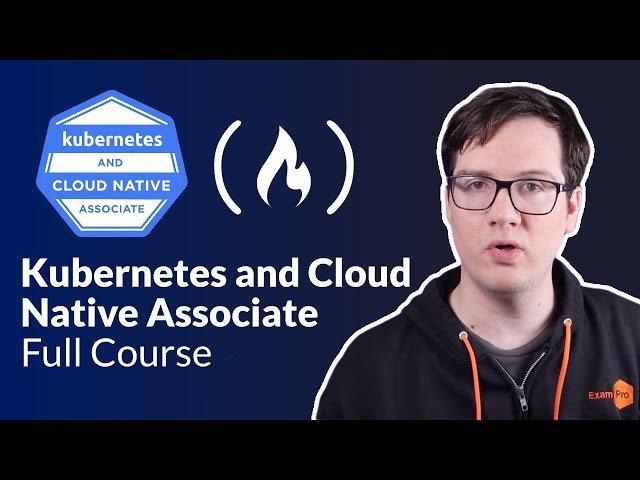 kubernetes
AND
CLOUD NATIVE
ASSOCIATE
Kubernetes and Cloud
Native Associate
Full Course
ExamPro